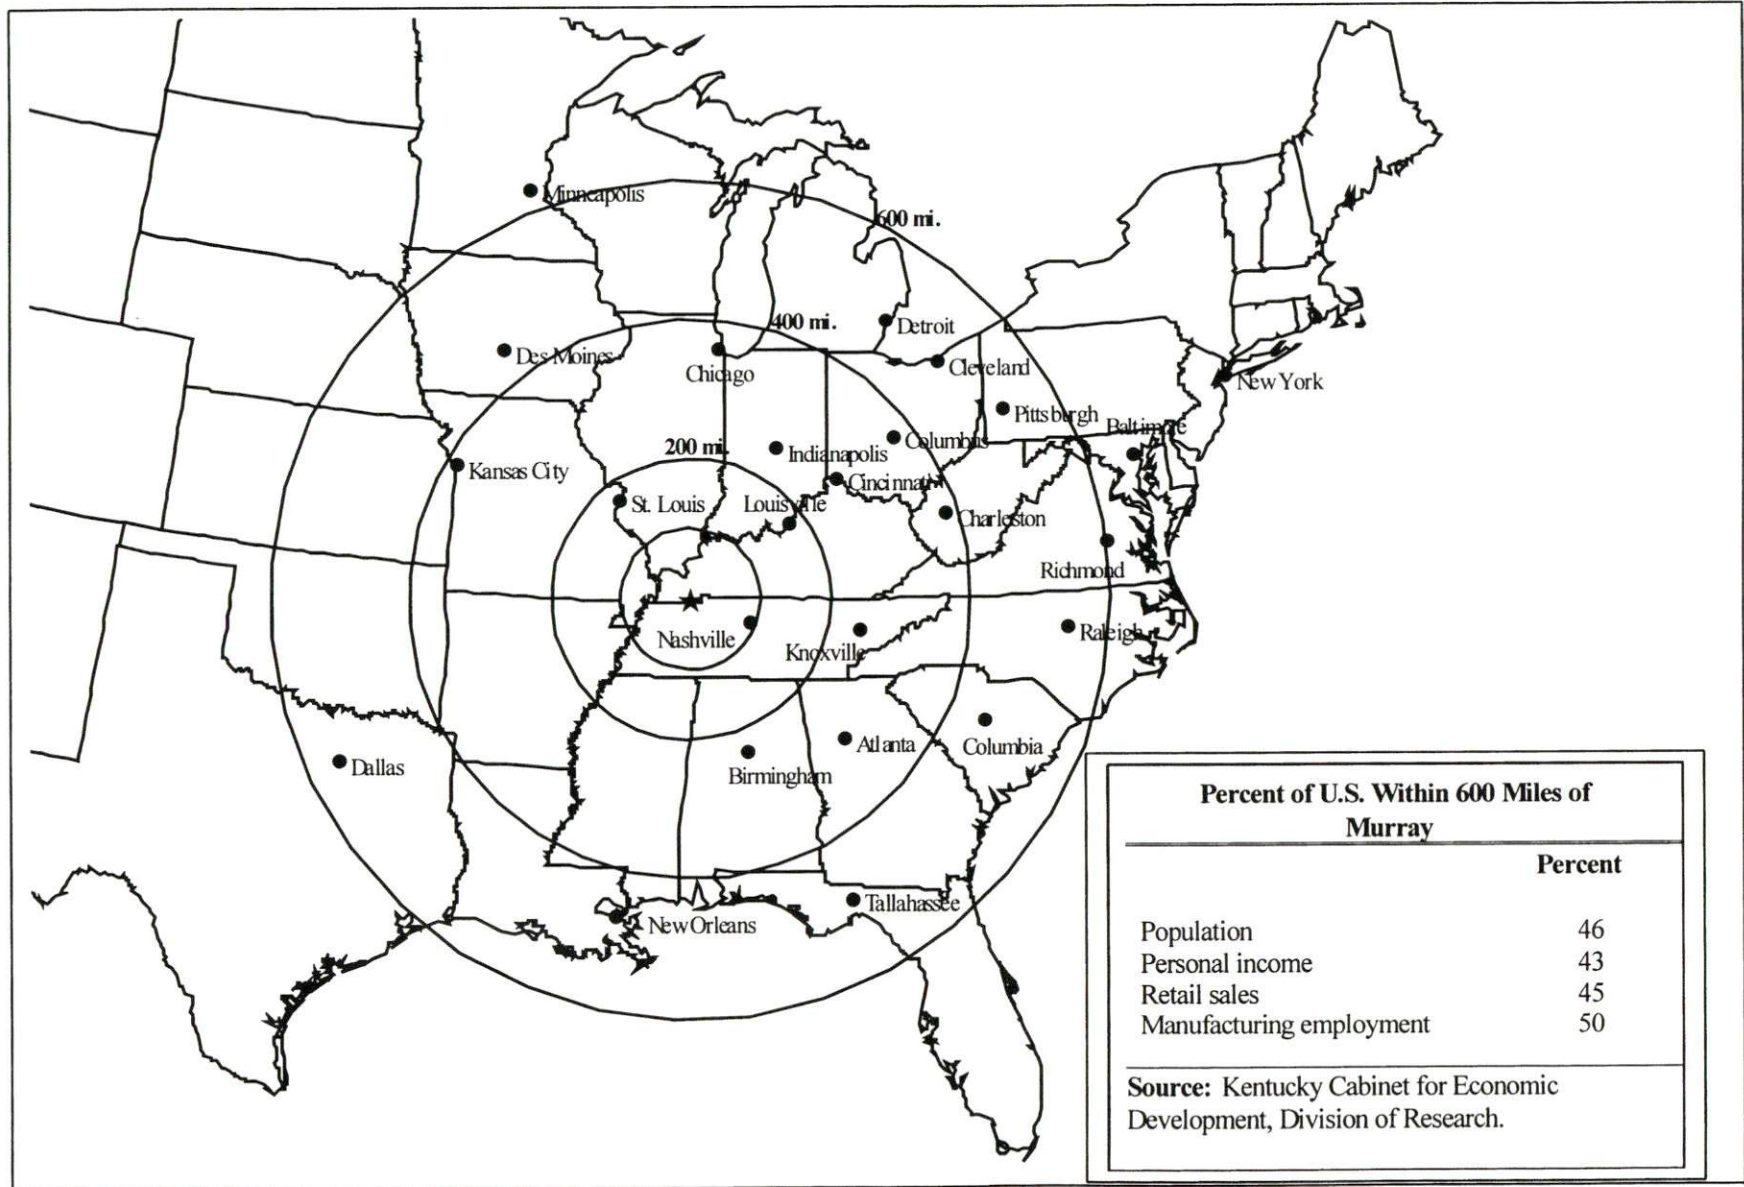 Minneapolis
600 mi.
400 mi.
Detroit
Des Moines
Chicago
Cleveland
New York
Pittsburgh
Baltimore
200 mi.
Columbus
Indianapolis
Kansas City
Cincinnati
St. Louis
Louisville
Charleston
Richmond
Nashville
Knoxville
Raleigh
Atlanta
Columbia
Dallas
Birmingham
Tallahassee
New Orleans
Percent of U.S. Within 600 Miles of
Murray
Percent
Population 46
Personal income 43
Retail sales 45
Manufacturing employment 50
Source: Kentucky Cabinet for Economic
Development, Division of Research.